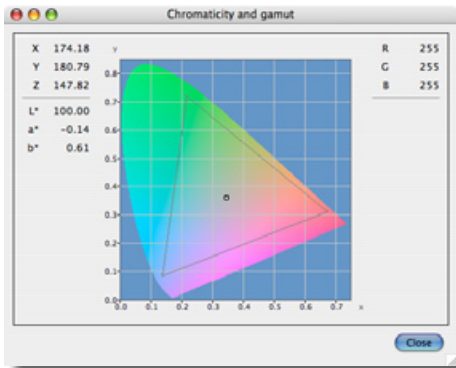 Chromaticity and gamut
X 174.18
Y 180.79
Z 147.82
L* 100.00
a* -0.14
b* 0.61
R 255
G 255
B 255
Y
0.8
0.7
0.6
0.5
0.4
0.3
0.2
0.1
0.0
0.0 0.1 0.2 0.3 0.4 0.5 0.6 0.7 x
Close